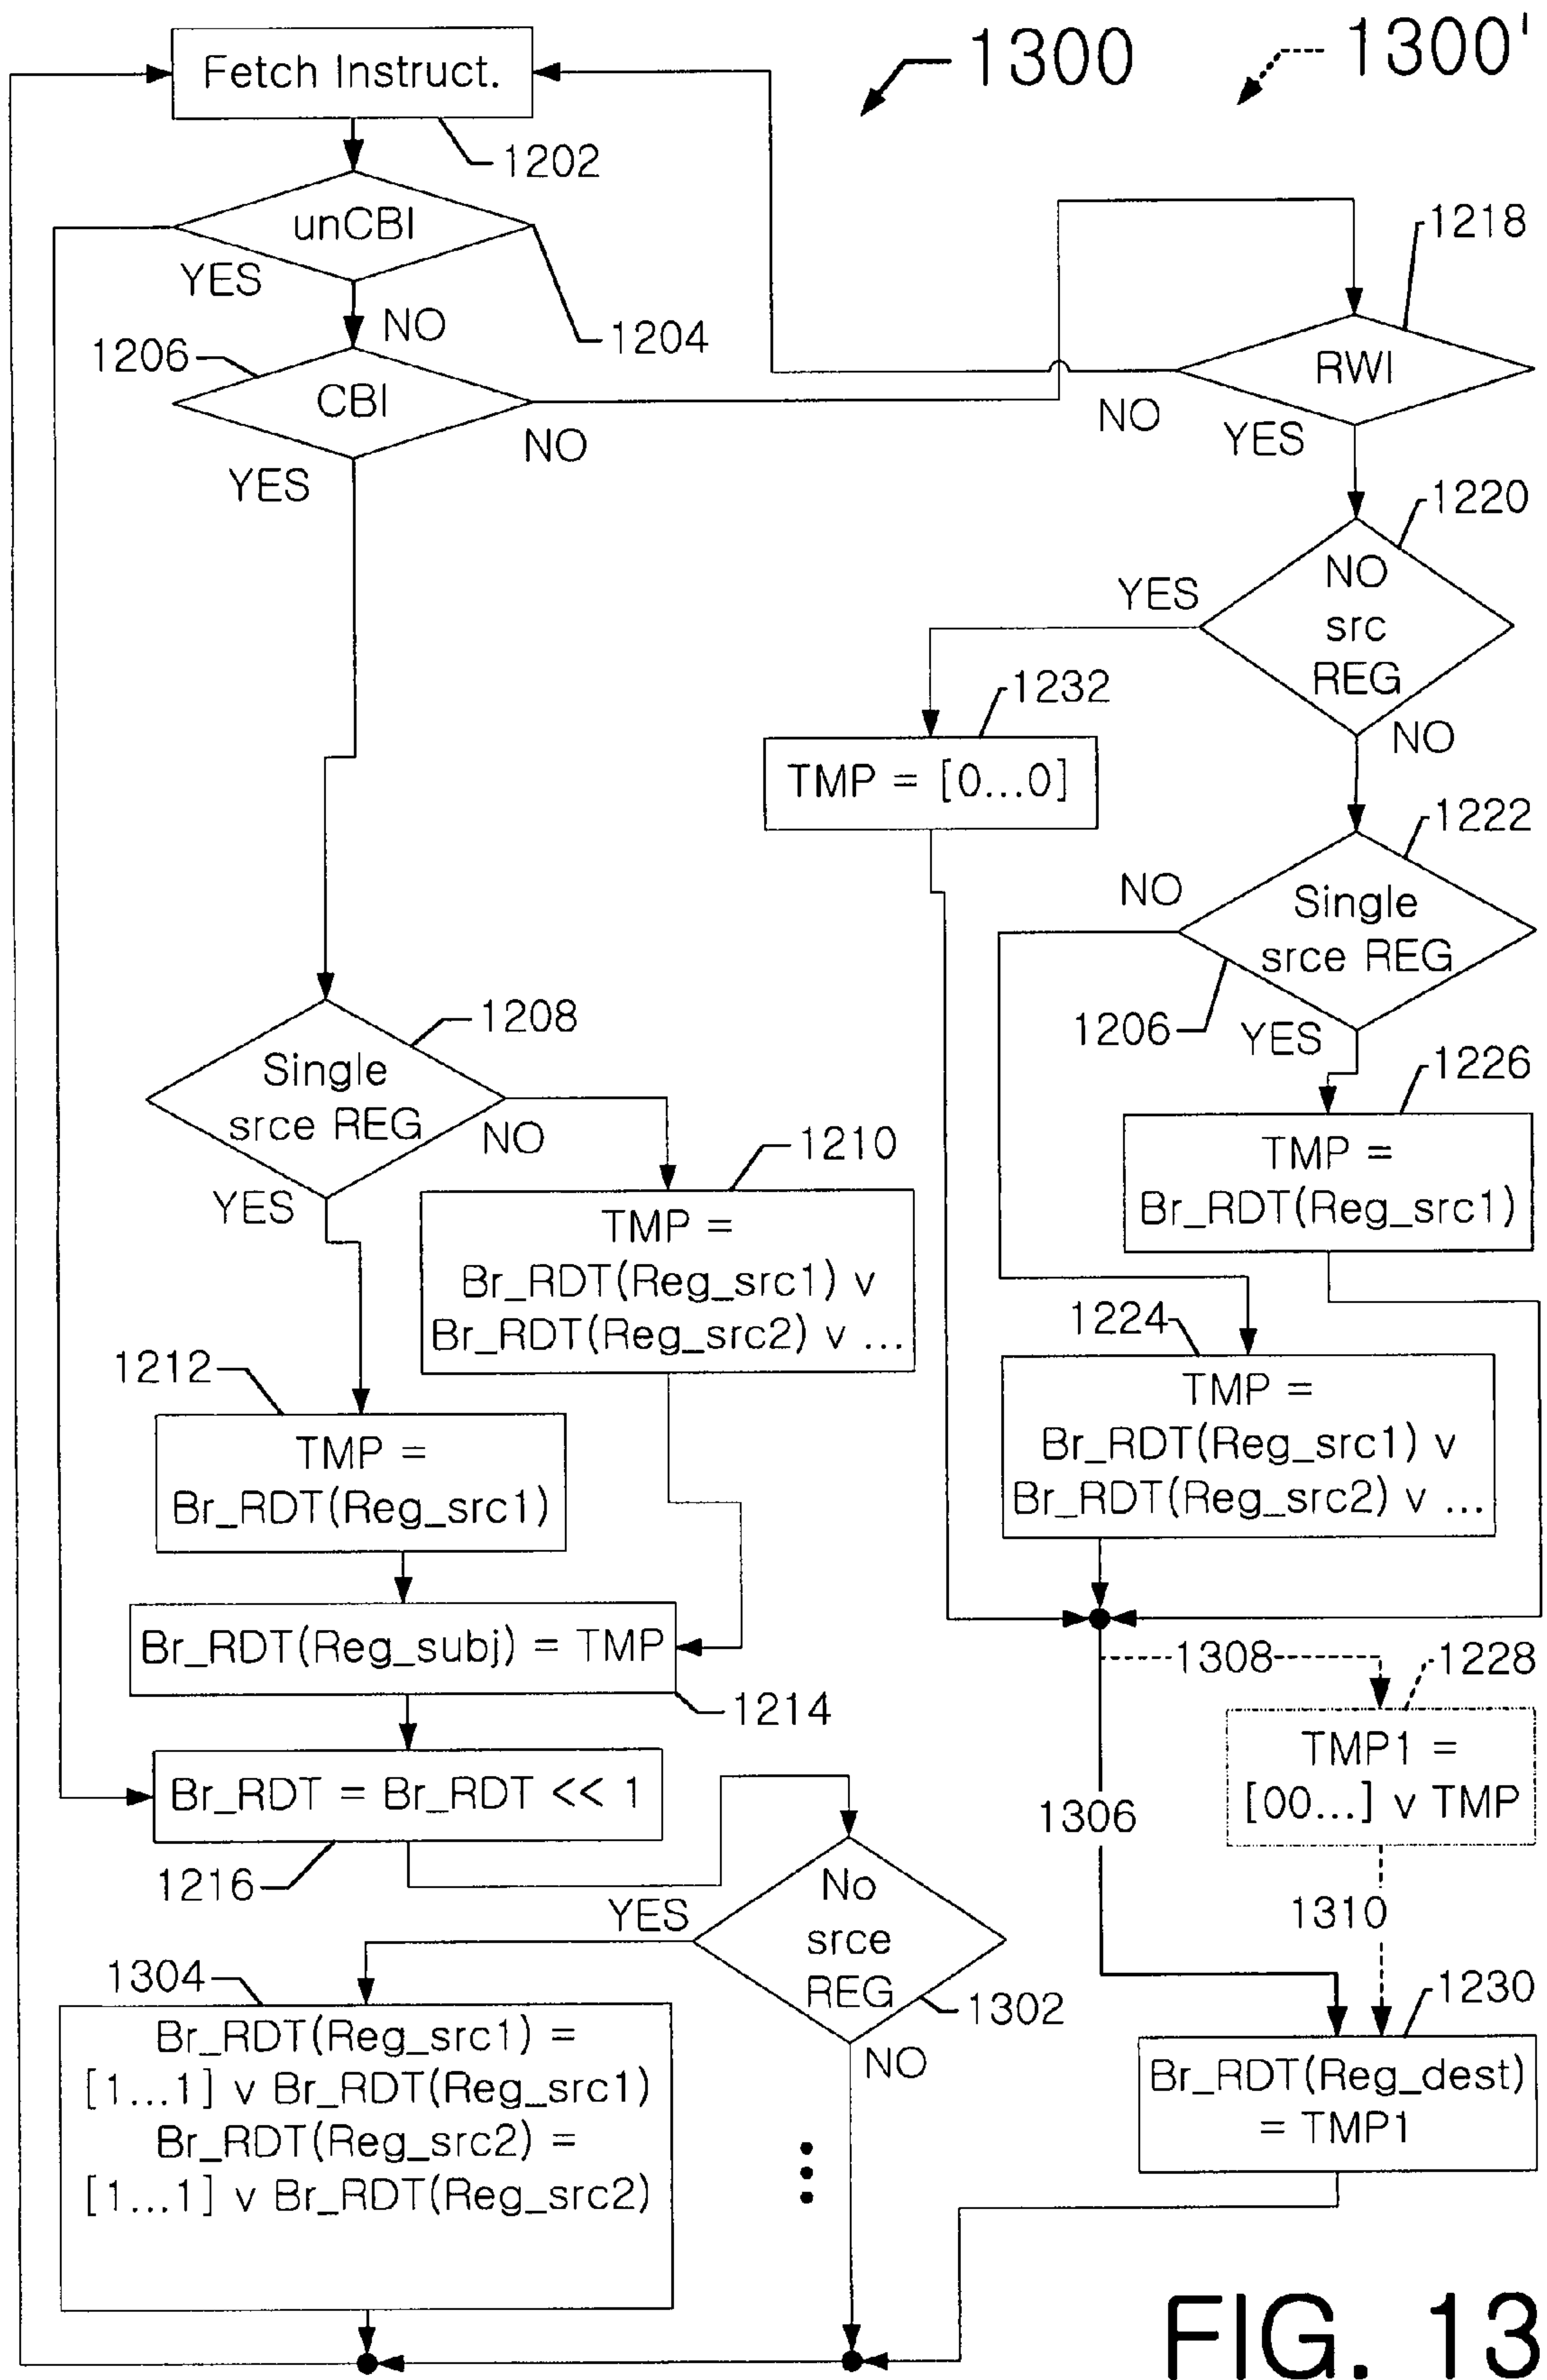 1300
1300'
Fetch Instruct.
1202
unCBI
YES
NO
1204
1206
CBI
NO
YES
1218
RWI
NO
YES
1220
NO
src
REG
YES
NO
1232
TMP = [0...0]
1222
Single
srce REG
NO
1206
YES
1208
Single
srce REG
NO
YES
1210
TMP =
Br_RDT(Reg_src1) v
Br_RDT(Reg_src2) v ...
1226
TMP =
Br_RDT(Reg_src1)
1212
TMP =
Br_RDT(Reg_src1)
1224
TMP =
Br_RDT(Reg_src1) v
Br_RDT(Reg_src2) v ...
Br_RDT(Reg_subj) = TMP
1214
1308
1228
TMP1 =
[00...] v TMP
1306
1310
Br_RDT = Br_RDT << 1
1216
No
srce
REG
YES
1302
NO
1304
Br_RDT(Reg_src1) =
[1...1] v Br_RDT(Reg_src1)
Br_RDT(Reg_src2) =
[1...1] v Br_RDT(Reg_src2)
1230
Br_RDT(Reg_dest)
= TMP1
FIG. 13